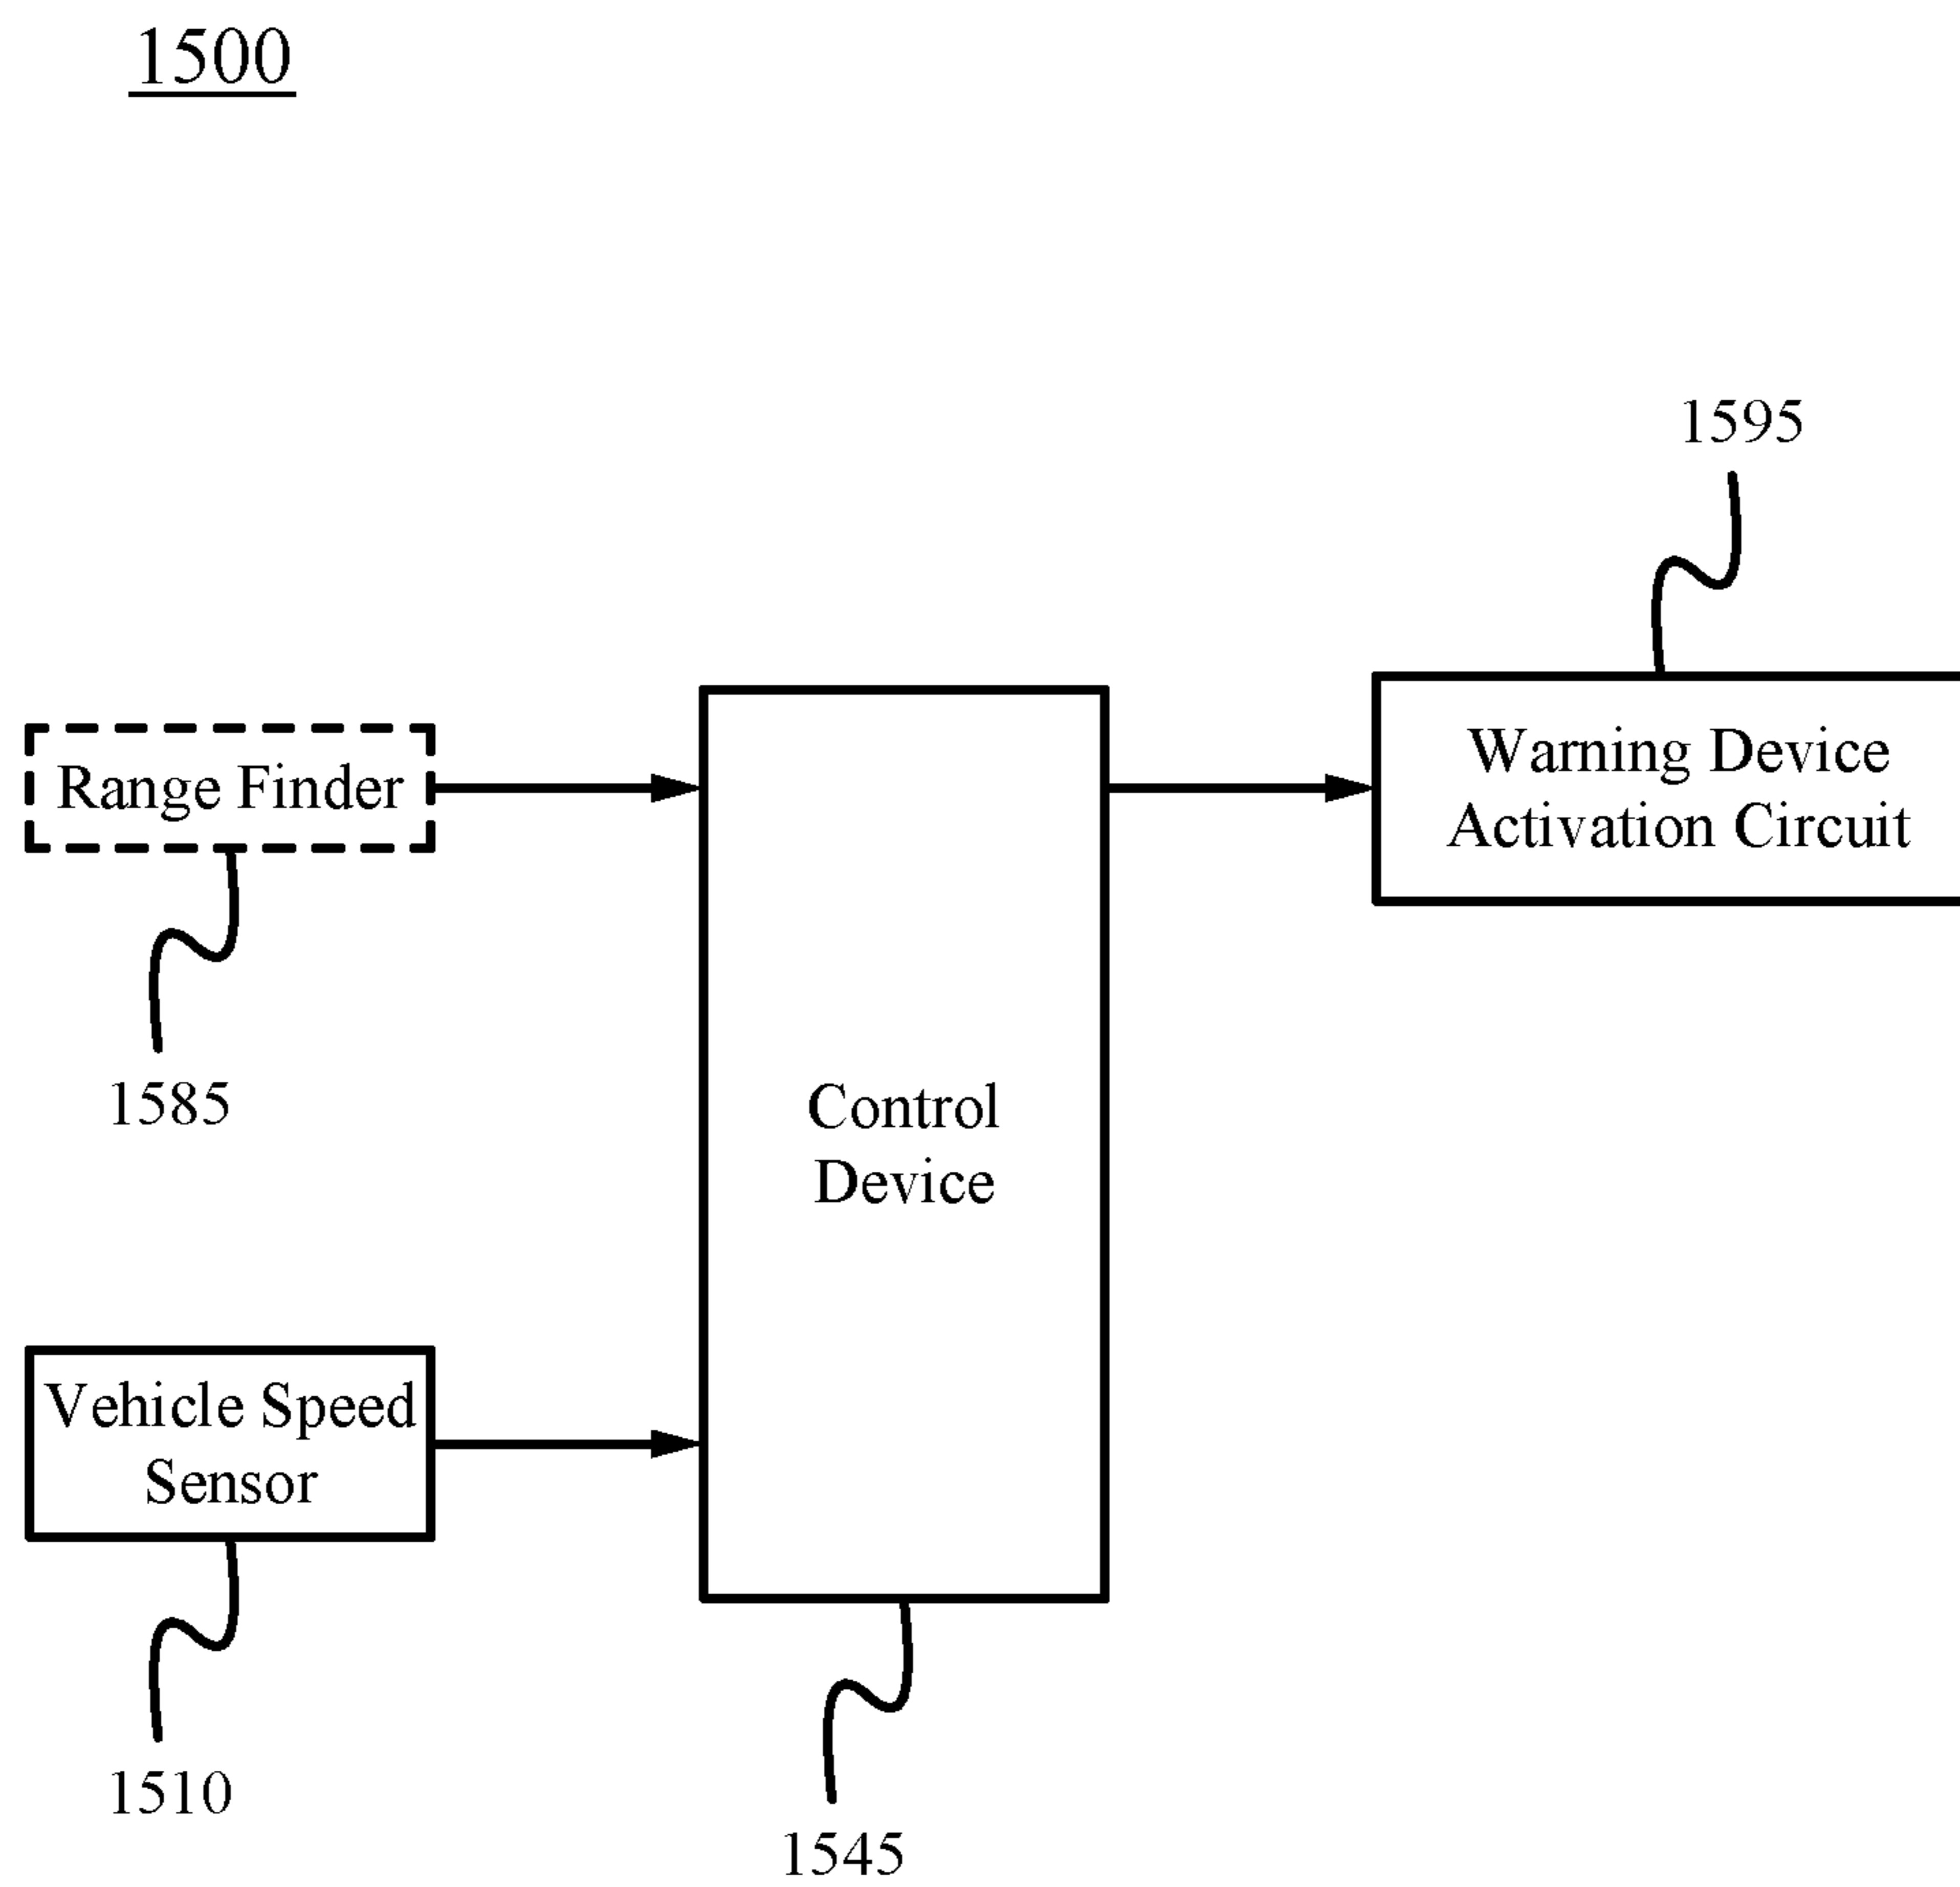 1500
1595
Range Finder
Warning Device
Activation Circuit
1585
Control
Device
Vehicle Speed
Sensor
1510
1545